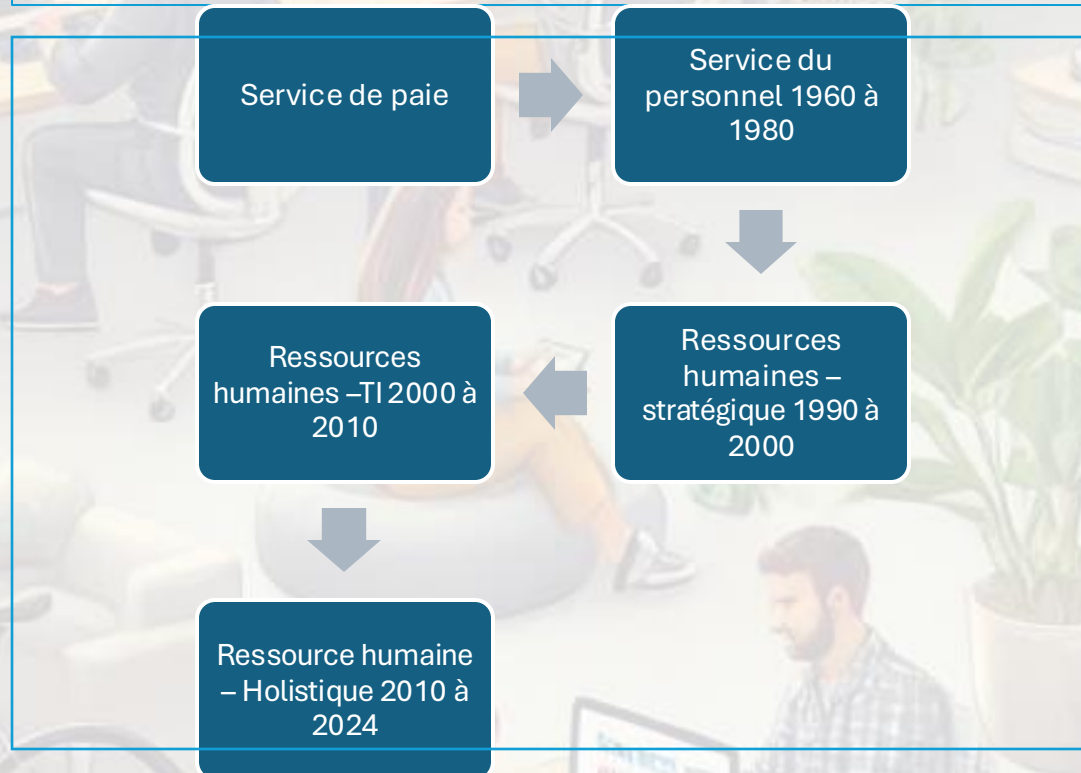 Service de paie
Service du
personnel 1960 à
1980
Ressources
humaines –
stratégique 1990 à
2000
Ressources
humaines –TI 2000 à
2010
Ressource humaine
– Holistique 2010 à
2024